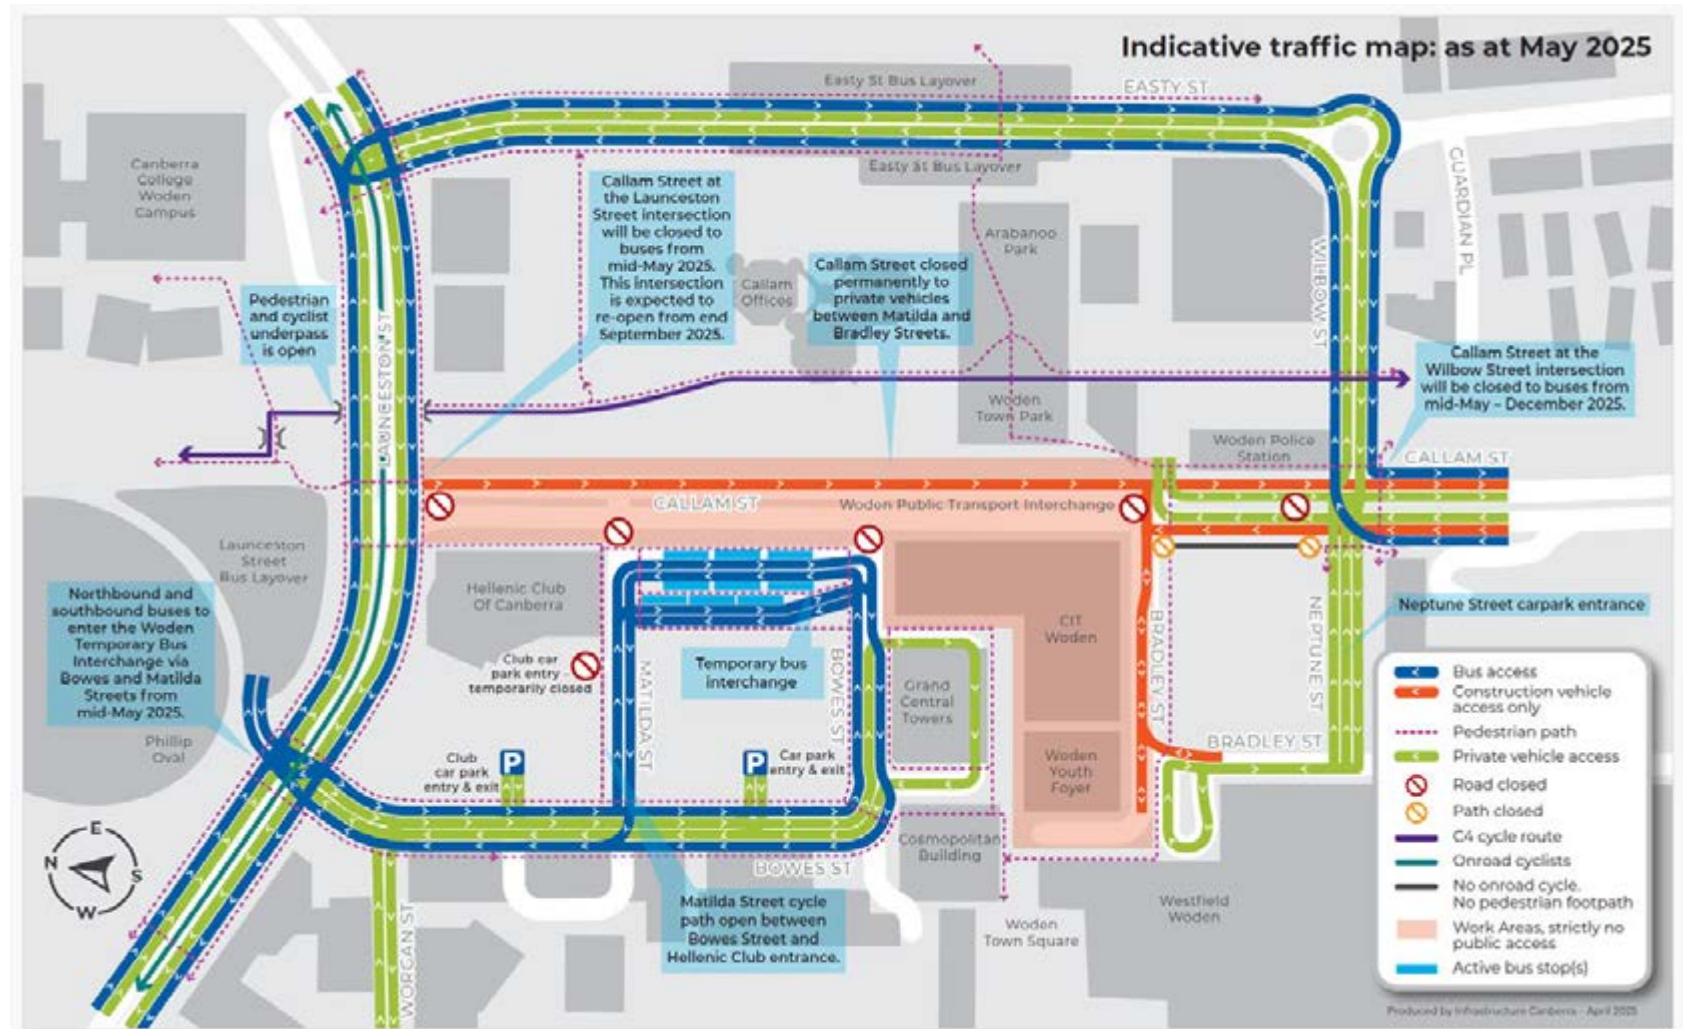 Indicative traffic map: as at May 2025
Easty St Bus Layover
EASTY ST
Canberra
College
Woden
Campus
Easty St Bus Layover
GUARDIAN PL
Callam Street at
the Launceston
Street intersection
will be closed to
buses from
mid-May 2025.
This intersection
is expected to
re-open from end
September 2025.
Arabanoo
Park
WILBOW ST
Callam
Offices
Callam Street closed
permanently to
private vehicles
between Matilda and
Bradley Streets.
Pedestrian
and cyclist
underpass
is open
LAUNCESTON ST
Callam Street at the
Wilbow Street intersection
will be closed to buses from
mid-May – December 2025.
Woden
Town Park
Woden Police
Station
CALLAM ST
CALLAM ST
Woden Public Transport Interchange
Launceston
Street
Bus Layover
Hellenic Club
Of Canberra
Northbound and
southbound buses to
enter the Woden
Temporary Bus
Interchange via
Bowes and Matilda
Streets from
mid-May 2025.
Phillip
Oval
Club car
park entry –
temporarily closed
MATILDA ST
Temporary bus
interchange
BOWES ST
Grand
Central
Towers
CIT
Woden
BRADLEY ST
NEPTUNE ST
Neptune Street carpark entrance
BRADLEY ST
Woden
Youth
Foyer
Club
car park
entry & exit
P
P
Car park
entry & exit
Cosmopolitan
Building
BOWES ST
N
E
S
W
WORGAN ST
Matilda Street cycle
path open between
Bowes Street and
Hellenic Club entrance.
Woden
Town Square
Westfield
Woden
Bus access
Construction vehicle
access only
Pedestrian path
Private vehicle access
Road closed
Path closed
C4 cycle route
Onroad cyclists
No onroad cycle.
No pedestrian footpath
Work Areas, strictly no
public access
Active bus stop(s)
Produced by Infrastructure Canberra - April 2025